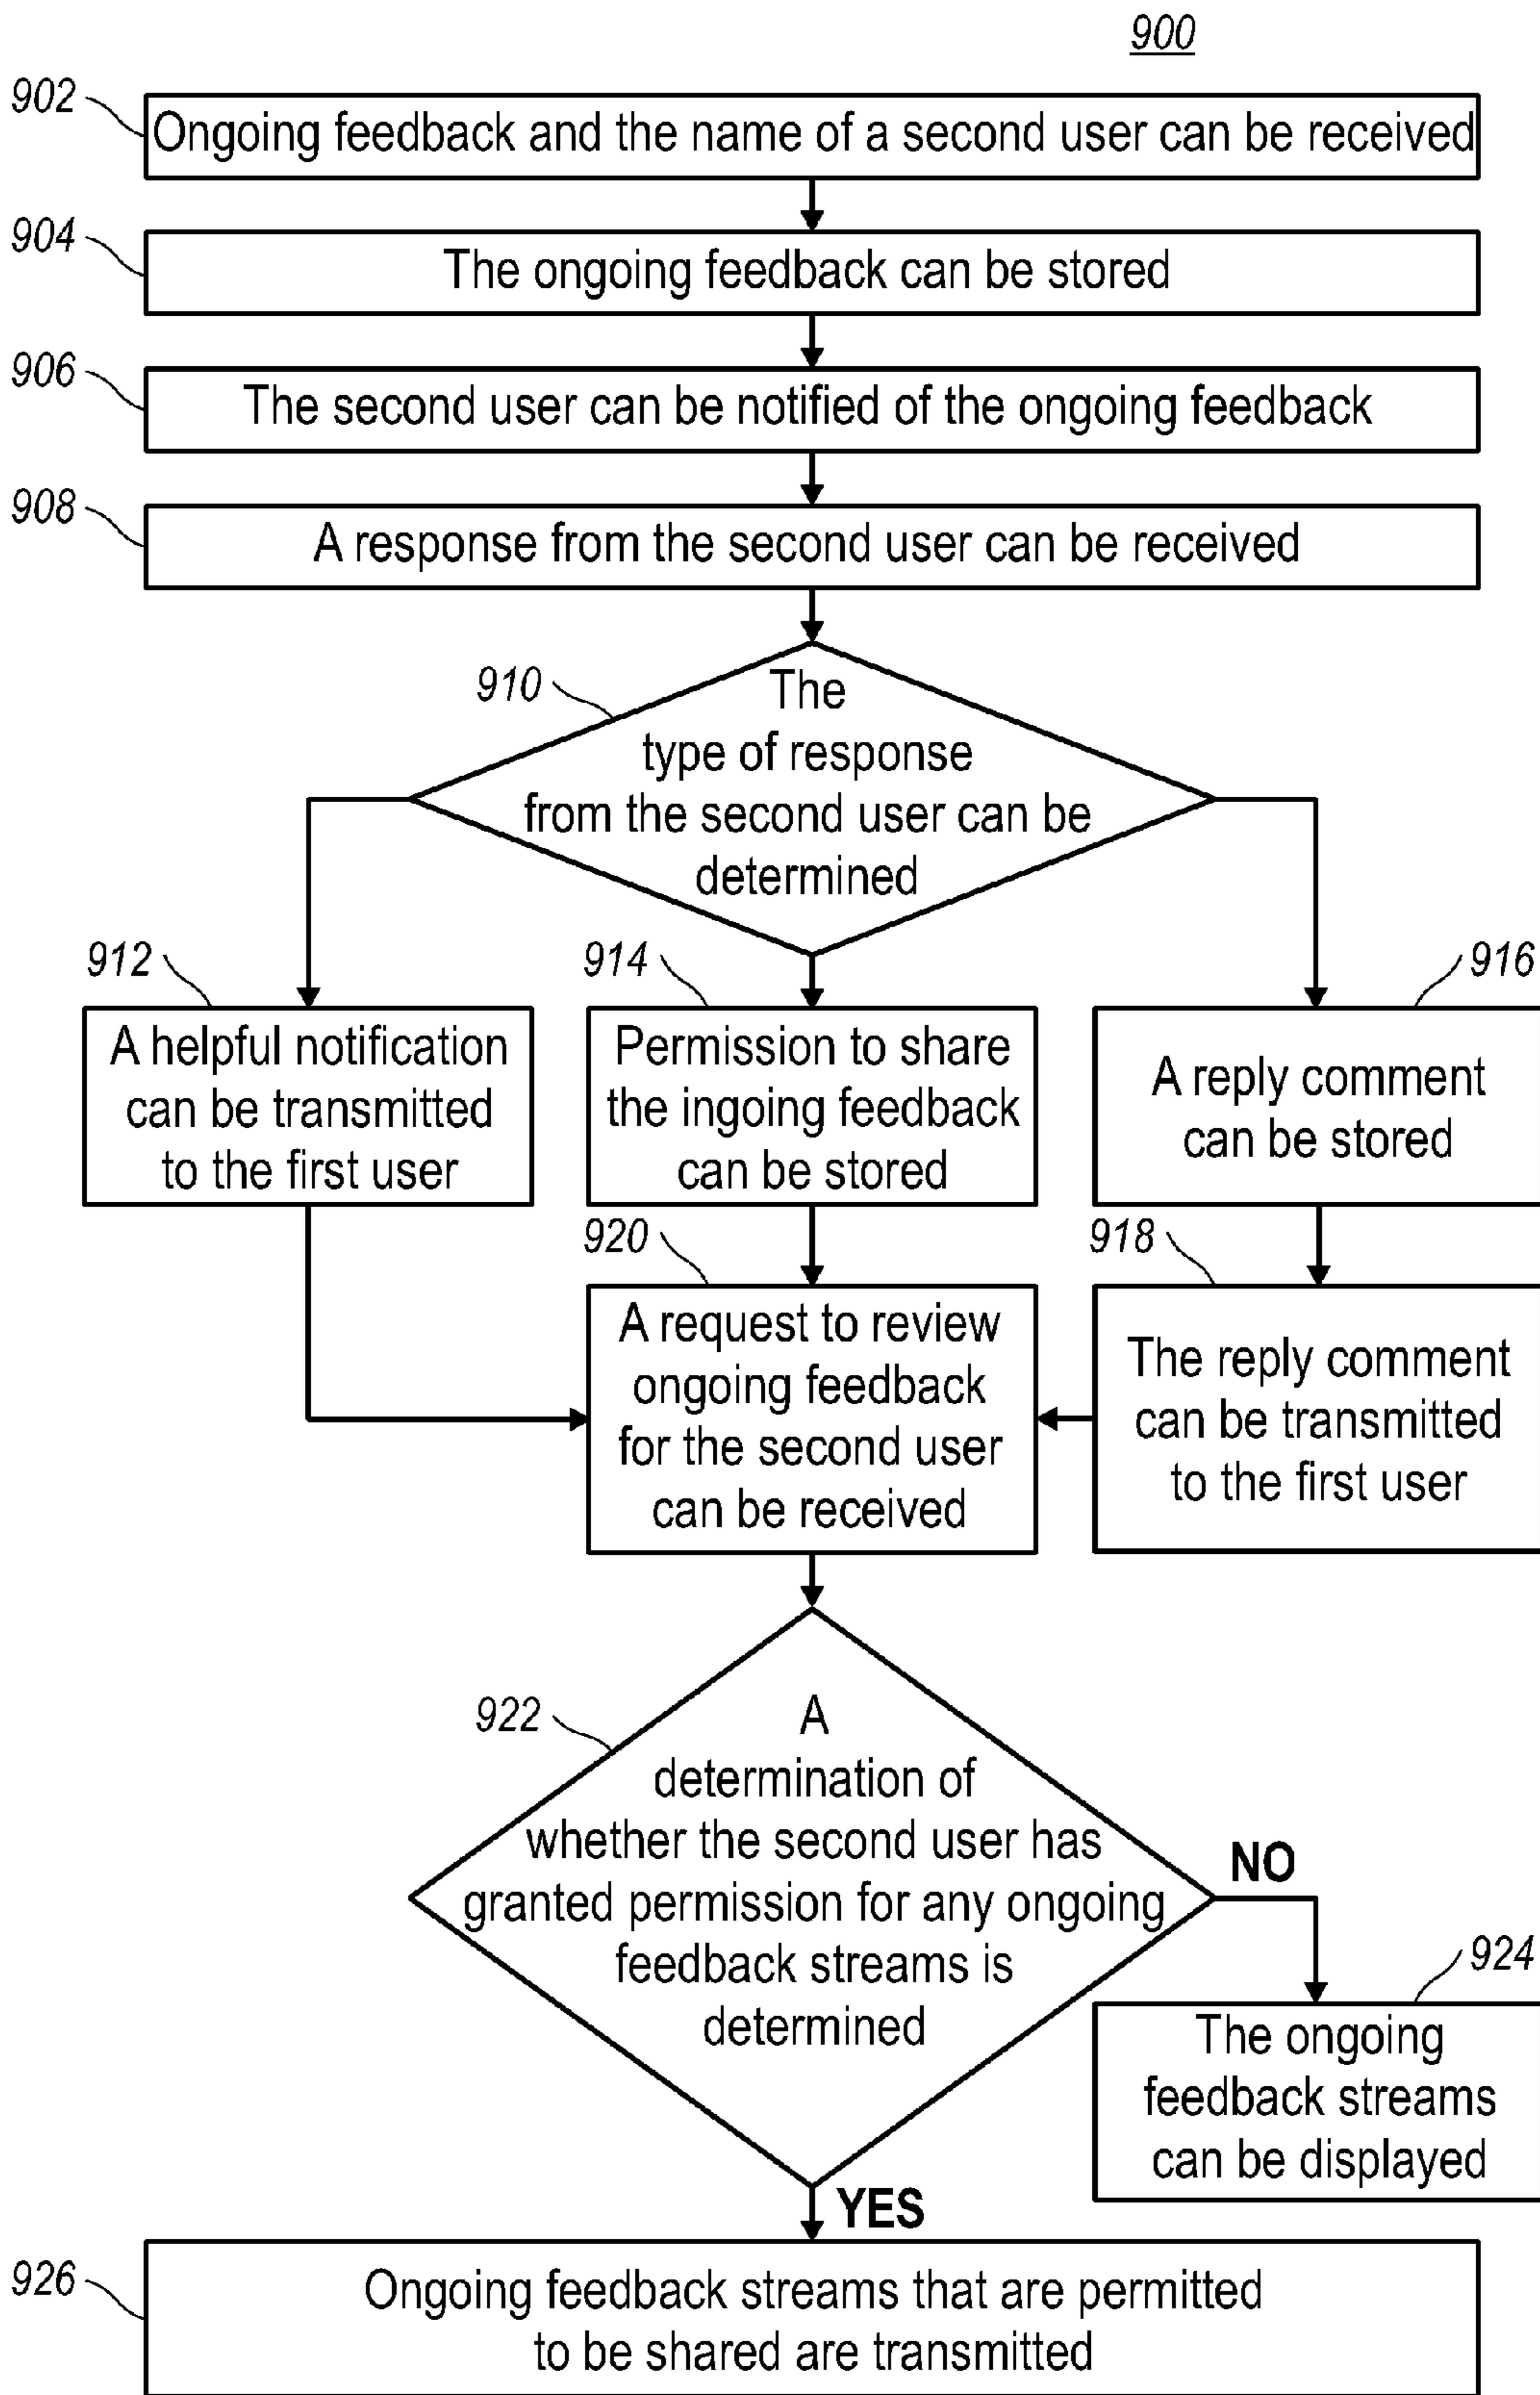 900
902
Ongoing feedback and the name of a second user can be received
904
The ongoing feedback can be stored
906
The second user can be notified of the ongoing feedback
908
A response from the second user can be received
910
The
type of response
from the second user can be
determined
912
A helpful notification
can be transmitted
to the first user
914
Permission to share
the ingoing feedback
can be stored
916
A reply comment
can be stored
918
The reply comment
can be transmitted
to the first user
920
A request to review
ongoing feedback
for the second user
can be received
922
A
determination of
whether the second user has
granted permission for any ongoing
feedback streams is
determined
NO
924
The ongoing
feedback streams
can be displayed
YES
926
Ongoing feedback streams that are permitted
to be shared are transmitted